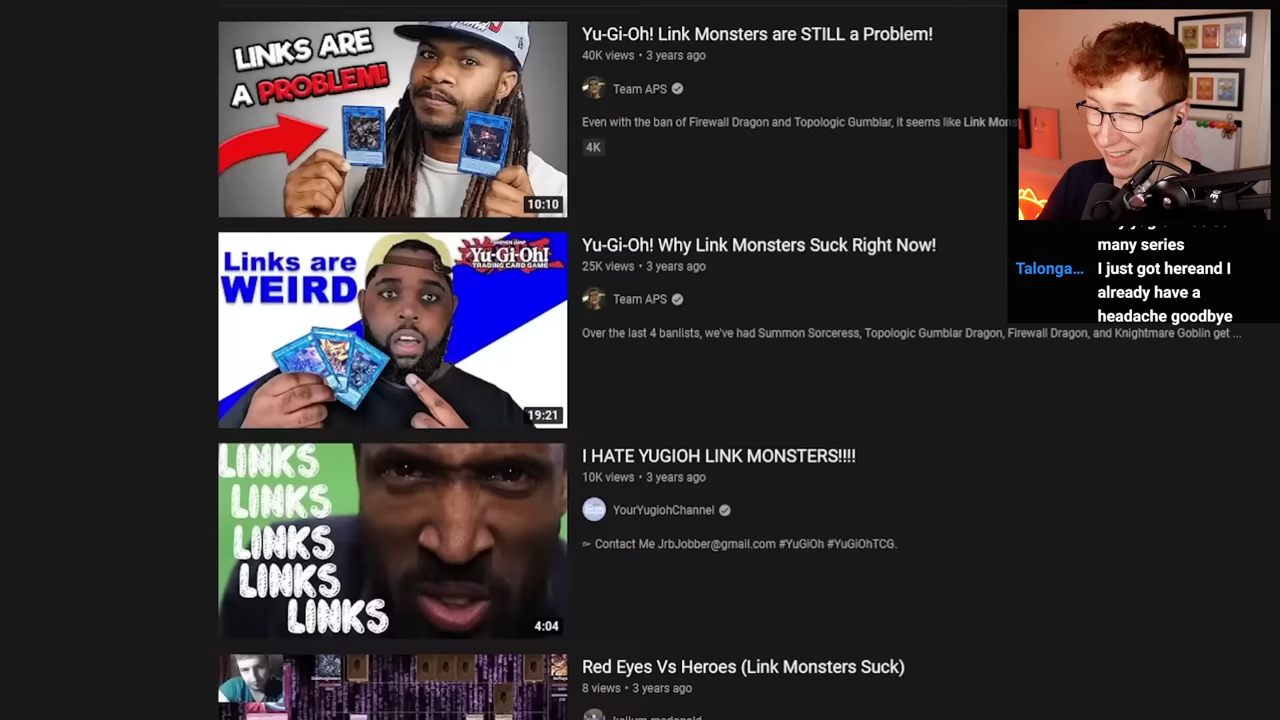 LINKS ARE
A PROBLEM!
10:10
Yu-Gi-Oh! Link Monsters are STILL a Problem!
40K views • 3 years ago
Team APS
Even with the ban of Firewall Dragon and Topologic Gumblar, it seems like Link Mons
4K
many series
Talonga… I just got hereand I
already have a
headache goodbye
Links are
WEIRD
Yu-Gi-Oh!
TRADING CARD GAME
19:21
Yu-Gi-Oh! Why Link Monsters Suck Right Now!
25K views • 3 years ago
Team APS
Over the last 4 banlists, we've had Summon Sorceress, Topologic Gumblar Dragon, Firewall Dragon, and Knightmare Goblin get ...
LINKS
LINKS
LINKS
LINKS
LINKS
4:04
I HATE YUGIOH LINK MONSTERS!!!!
10K views • 3 years ago
YourYugiohChannel
➢ Contact Me JrbJobber@gmail.com #YuGiOh #YuGiOhTCG.
Red Eyes Vs Heroes (Link Monsters Suck)
8 views • 3 years ago